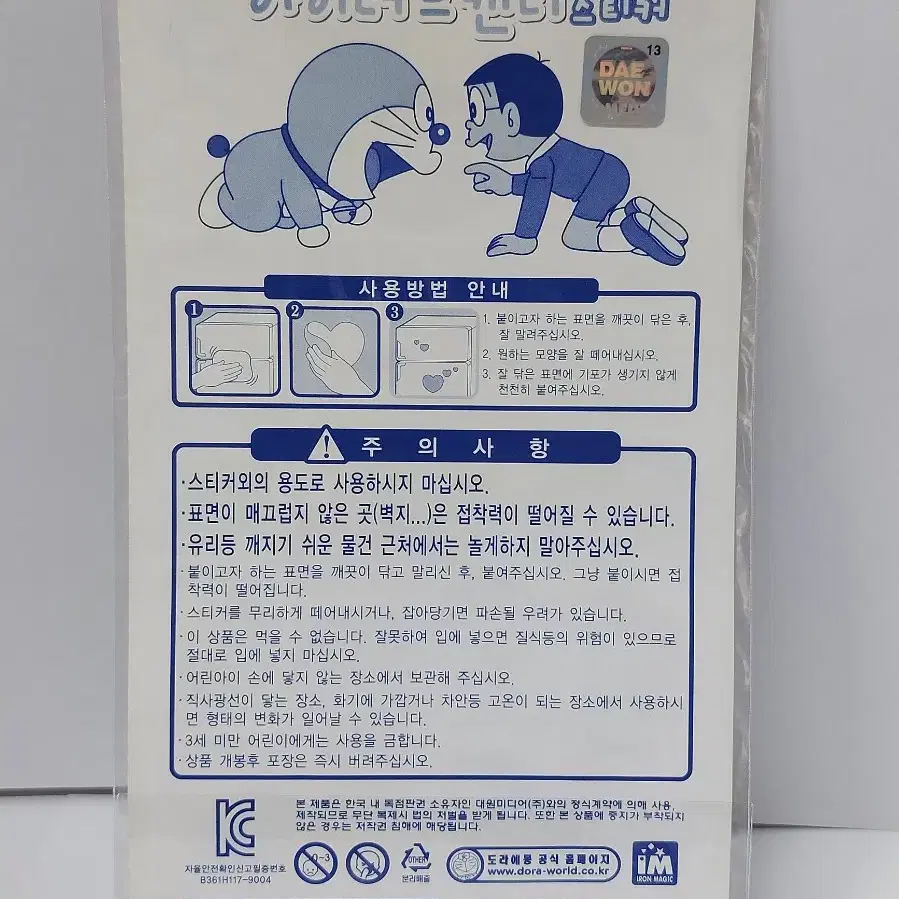 스티커
13
DAE
WON
MEDIA
사용방법 안내
1
2
3
1. 붙이고자 하는 표면을 깨끗이 닦은 후,
잘 말려주십시오.
2. 원하는 모양을 잘 떼어내십시오.
3. 잘 닦은 표면에 기포가 생기지 않게
천천히 붙여주십시오.
주 의 사 항
·스티커외의 용도로 사용하시지 마십시오.
·표면이 매끄럽지 않은 곳(벽지...)은 접착력이 떨어질 수 있습니다.
·유리등 깨지기 쉬운 물건 근처에서는 놀게하지 말아주십시오.
·붙이고자 하는 표면을 깨끗이 닦고 말리신 후, 붙여주십시오. 그냥 붙이시면 접
착력이 떨어집니다.
·스티커를 무리하게 떼어내시거나, 잡아당기면 파손될 우려가 있습니다.
·이 상품은 먹을 수 없습니다. 잘못하여 입에 넣으면 질식등의 위험이 있으므로
절대로 입에 넣지 마십시오.
·어린아이 손에 닿지 않는 장소에서 보관해 주십시오.
·직사광선이 닿는 장소, 화기에 가깝거나 차안등 고온이 되는 장소에서 사용하시
면 형태의 변화가 일어날 수 있습니다.
·3세 미만 어린이에게는 사용을 금합니다.
·상품 개봉후 포장은 즉시 버려주십시오.
본 제품은 한국 내 독점판권 소유자인 대원미디어(주)와의 정식계약에 의해 사용,
제작되므로 무단 복제시 법의 처벌을 받게 됩니다. 또한 본 상품에 증지가 부착되지
않은 경우는 저작권 침해에 해당됩니다.
자율안전확인신고필증번호
B361H117-9004
0-3
OTHER
분리배출
도라에몽 공식 홈페이지
www.dora-world.co.kr
iM
IRON MAGIC